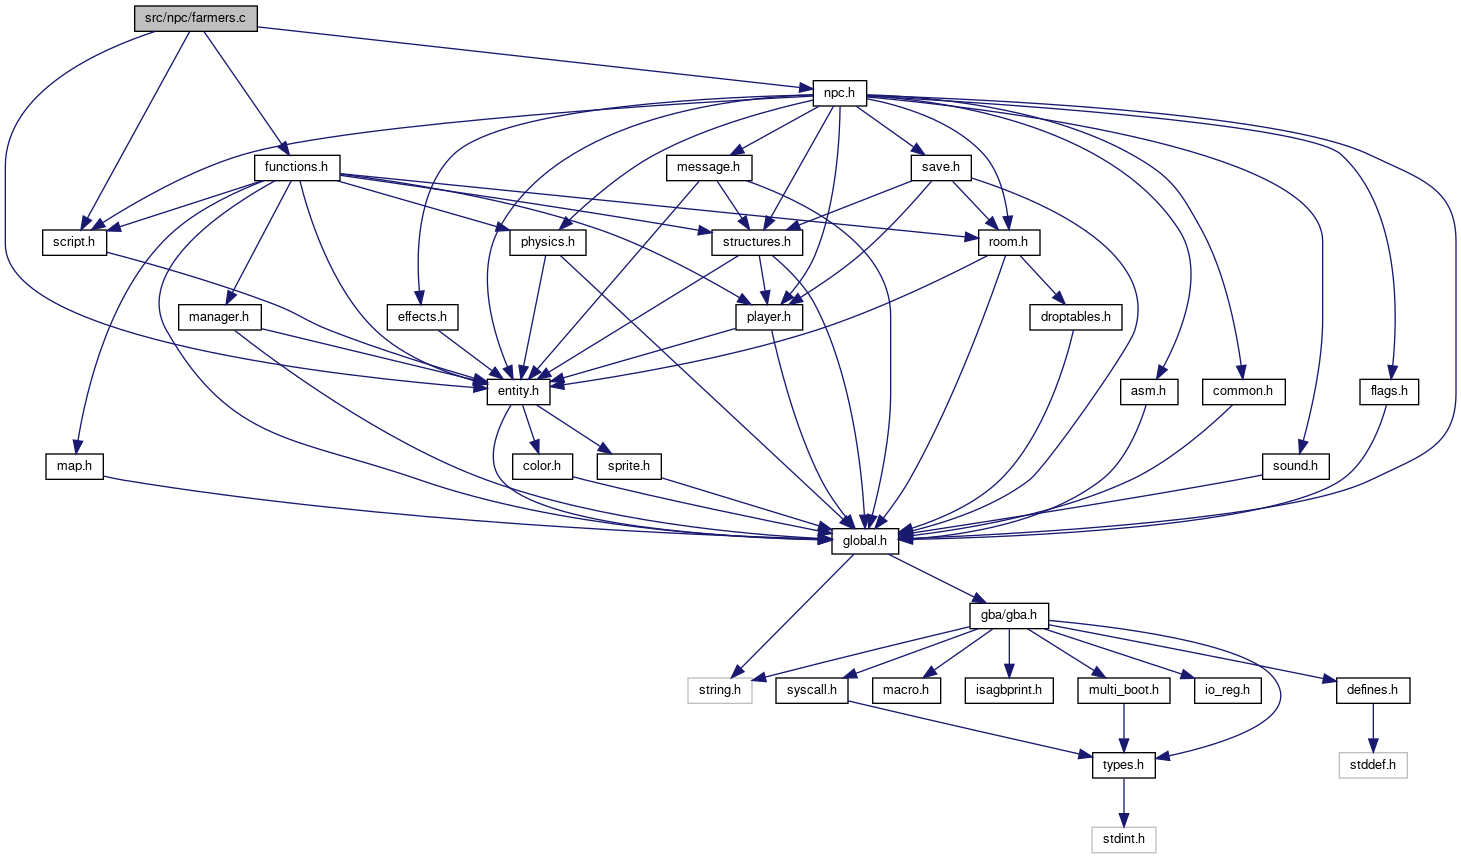 src/npc/farmers.c
npc.h
functions.h
message.h
save.h
script.h
physics.h
structures.h
room.h
manager.h
effects.h
player.h
droptables.h
entity.h
asm.h
common.h
flags.h
map.h
color.h
sprite.h
sound.h
global.h
gba/gba.h
string.h
syscall.h
macro.h
isagbprint.h
multi_boot.h
io_reg.h
defines.h
types.h
stddef.h
stdint.h